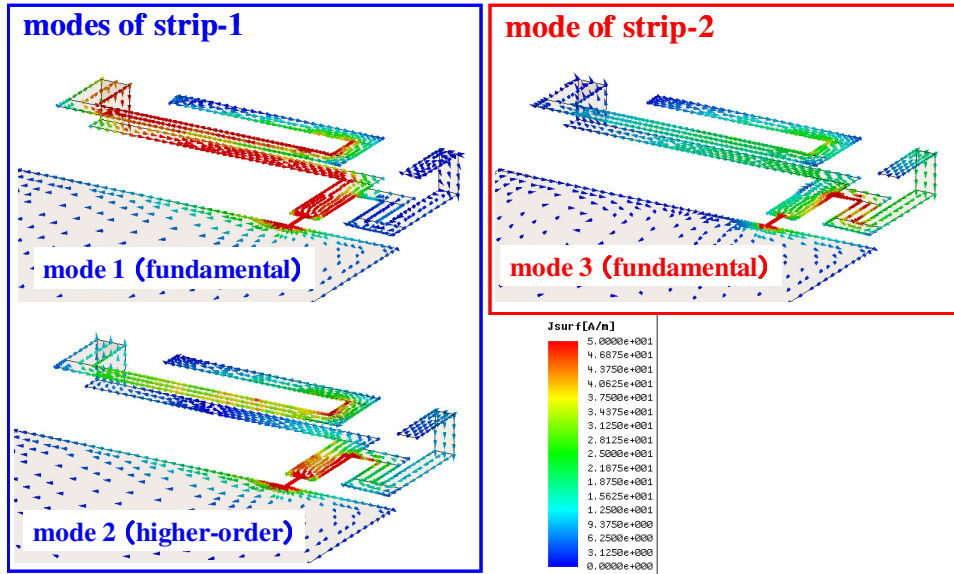 modes of strip-1
mode of strip-2
mode 1 (fundamental)
mode 3 (fundamental)
mode 2 (higher-order)
Jsurf[A/m]
5.0000e+001
4.6875e+001
4.3750e+001
4.0625e+001
3.7500e+001
3.4375e+001
3.1250e+001
2.8125e+001
2.5000e+001
2.1875e+001
1.8750e+001
1.5625e+001
1.2500e+001
9.3750e+000
6.2500e+000
3.1250e+000
0.0000e+000